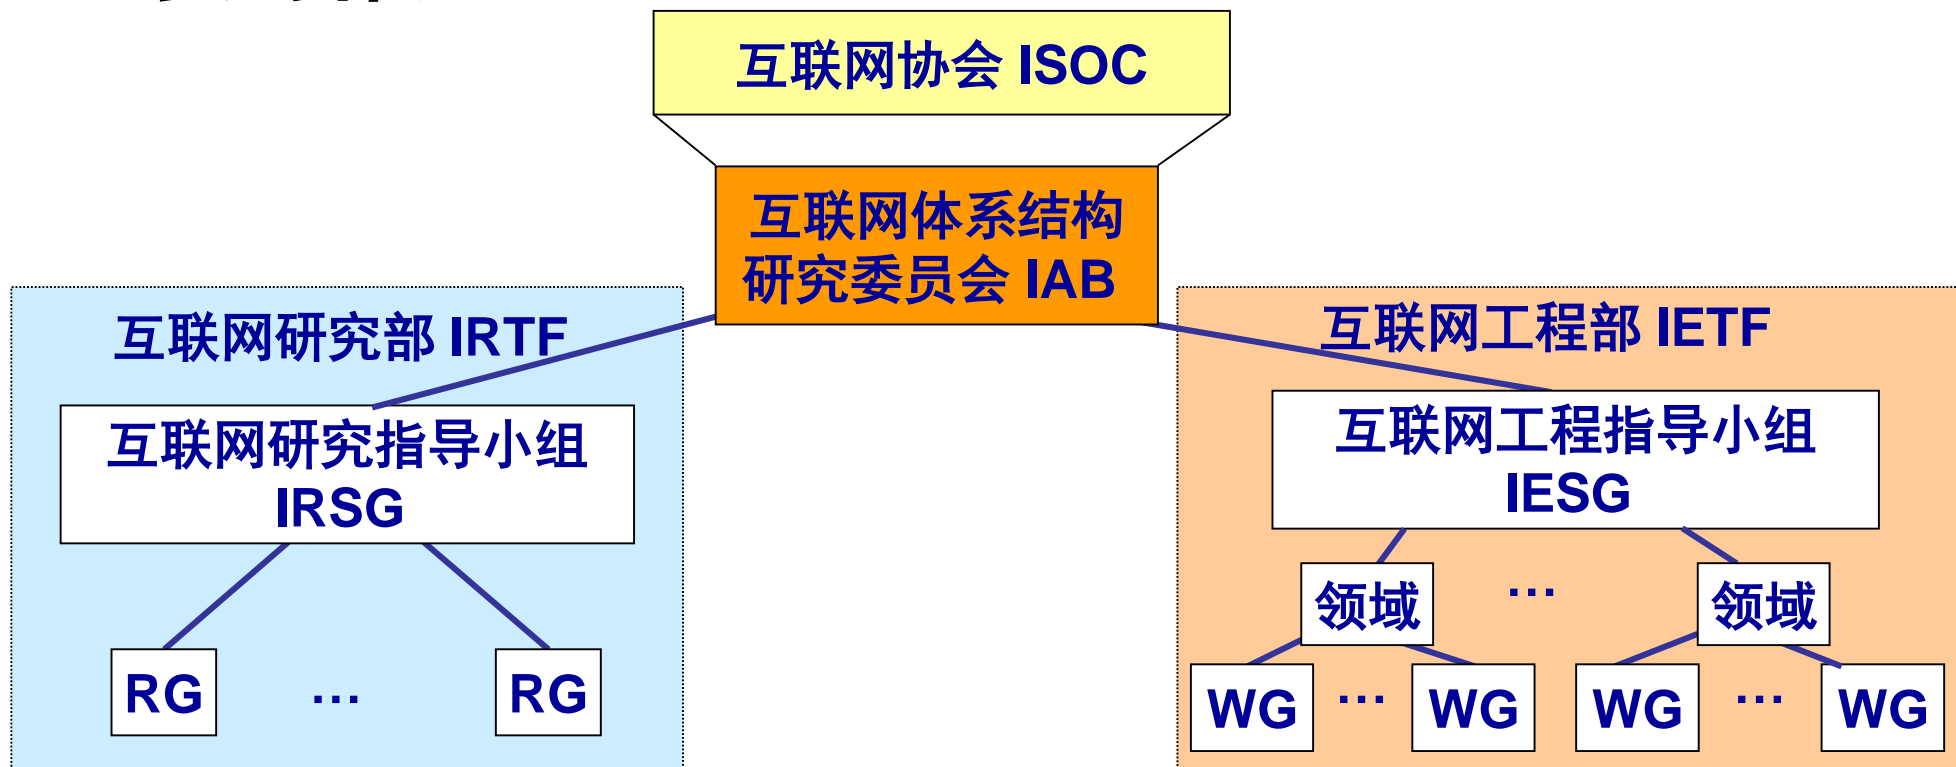 互联网协会 ISOC
互联网体系结构
研究委员会 IAB
互联网研究部 IRTF
互联网研究指导小组
IRSG
RG … RG
互联网工程部 IETF
互联网工程指导小组
IESG
领域 … 领域
WG … WG WG … WG